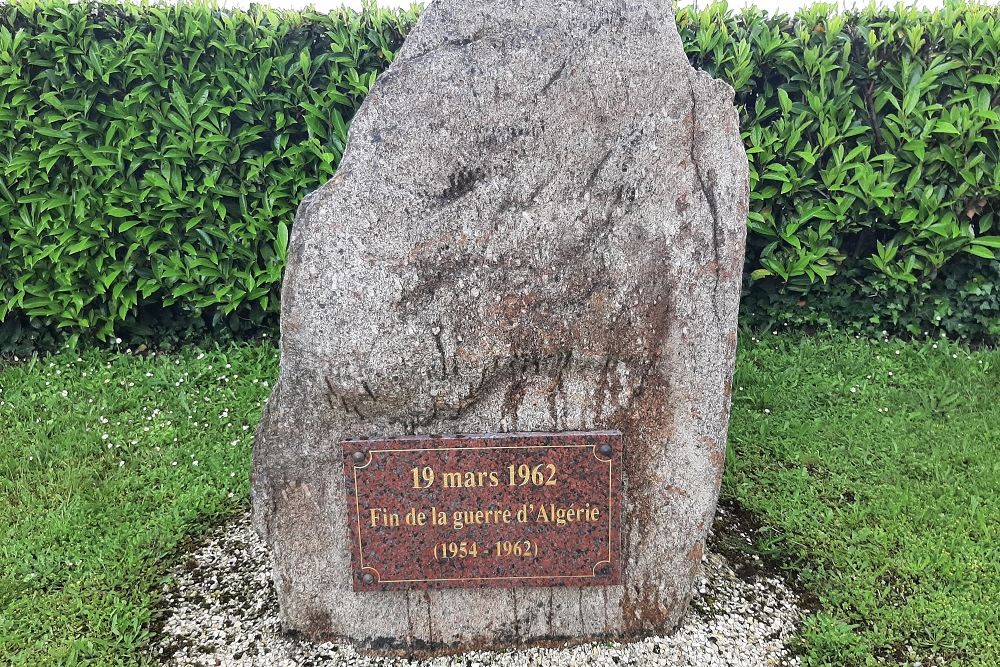 19 mars 1962
Fin de la guerre d'Algérie
(1954 - 1962)